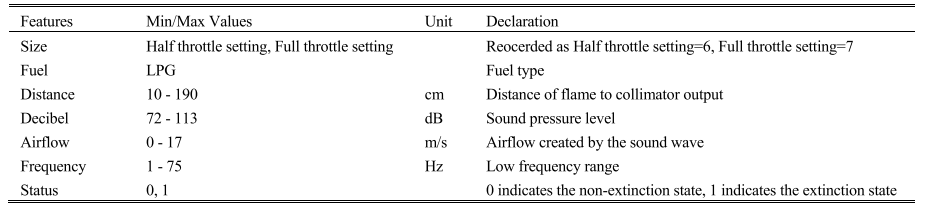 Features Min/Max Values Unit Declaration
Size Half throttle setting, Full throttle setting Reocerded as Half throttle setting=6, Full throttle setting=7
Fuel LPG Fuel type
Distance 10 - 190 cm Distance of flame to collimator output
Decibel 72 - 113 dB Sound pressure level
Airflow 0 - 17 m/s Airflow created by the sound wave
Frequency 1 - 75 Hz Low frequency range
Status 0, 1 0 indicates the non-extinction state, 1 indicates the extinction state